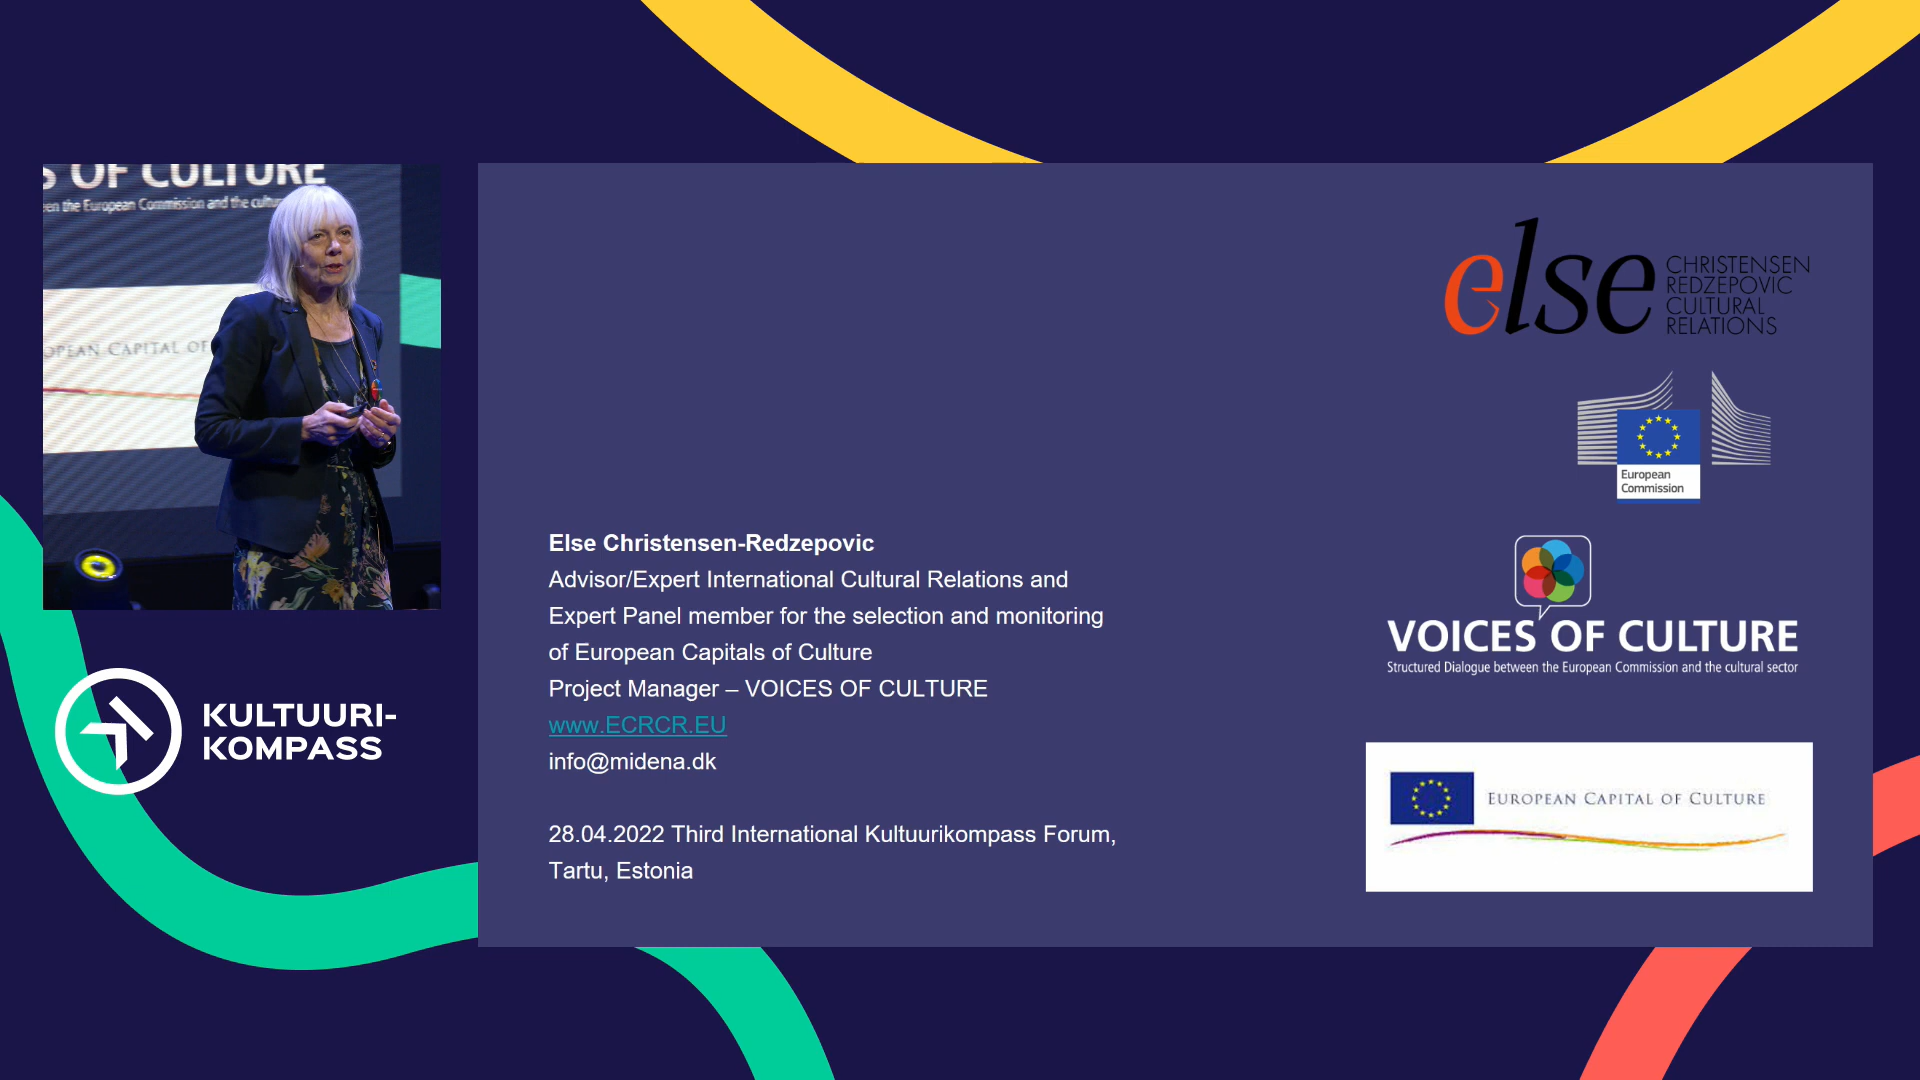 S OF CULTURE
en the European Commission and the cultu
OPEAN CAPITAL OF
KULTUURI-
KOMPASS
Else Christensen-Redzepovic
Advisor/Expert International Cultural Relations and
Expert Panel member for the selection and monitoring
of European Capitals of Culture
Project Manager – VOICES OF CULTURE
www.ECRCR.EU
info@midena.dk
28.04.2022 Third International Kultuurikompass Forum,
Tartu, Estonia
else
CHRISTENSEN
REDZEPOVIC
CULTURAL
RELATIONS
European
Commission
VOICES OF CULTURE
Structured Dialogue between the European Commission and the cultural sector
EUROPEAN CAPITAL OF CULTURE